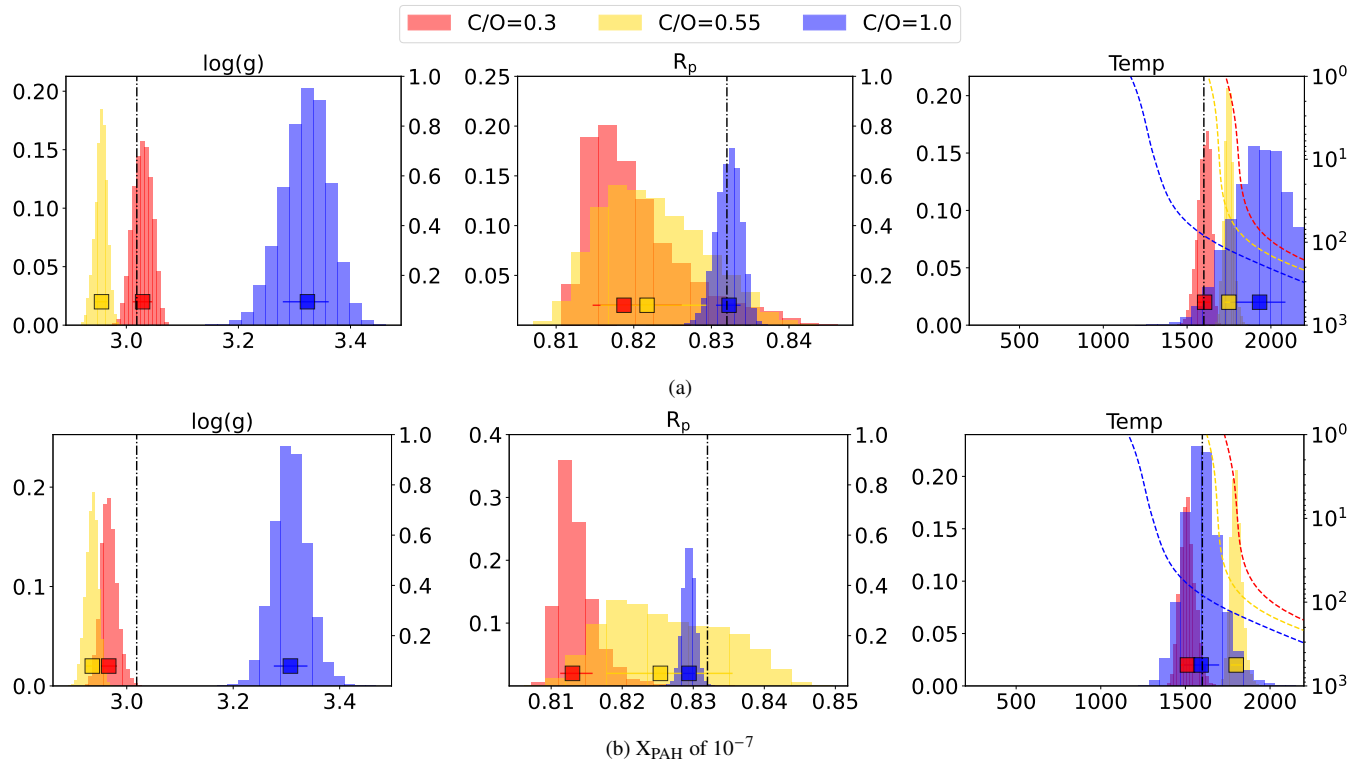 C/O=0.3 C/O=0.55 C/O=1.0
log(g) Rp Temp
0.20 0.15 0.10 0.05 0.00
1.0 0.8 0.6 0.4 0.2
3.0 3.2 3.4
0.25 0.20 0.15 0.10 0.05
1.0 0.8 0.6 0.4 0.2
0.81 0.82 0.83 0.84
0.20 0.15 0.10 0.05 0.00
10^0 10^1 10^2 10^3
500 1000 1500 2000
(a)
log(g) Rp Temp
0.2 0.1 0.0
1.0 0.8 0.6 0.4 0.2
3.0 3.2 3.4
0.4 0.3 0.2 0.1
1.0 0.8 0.6 0.4 0.2
0.81 0.82 0.83 0.84 0.85
0.20 0.15 0.10 0.05 0.00
10^0 10^1 10^2 10^3
500 1000 1500 2000
(b) X_PAH of 10^-7